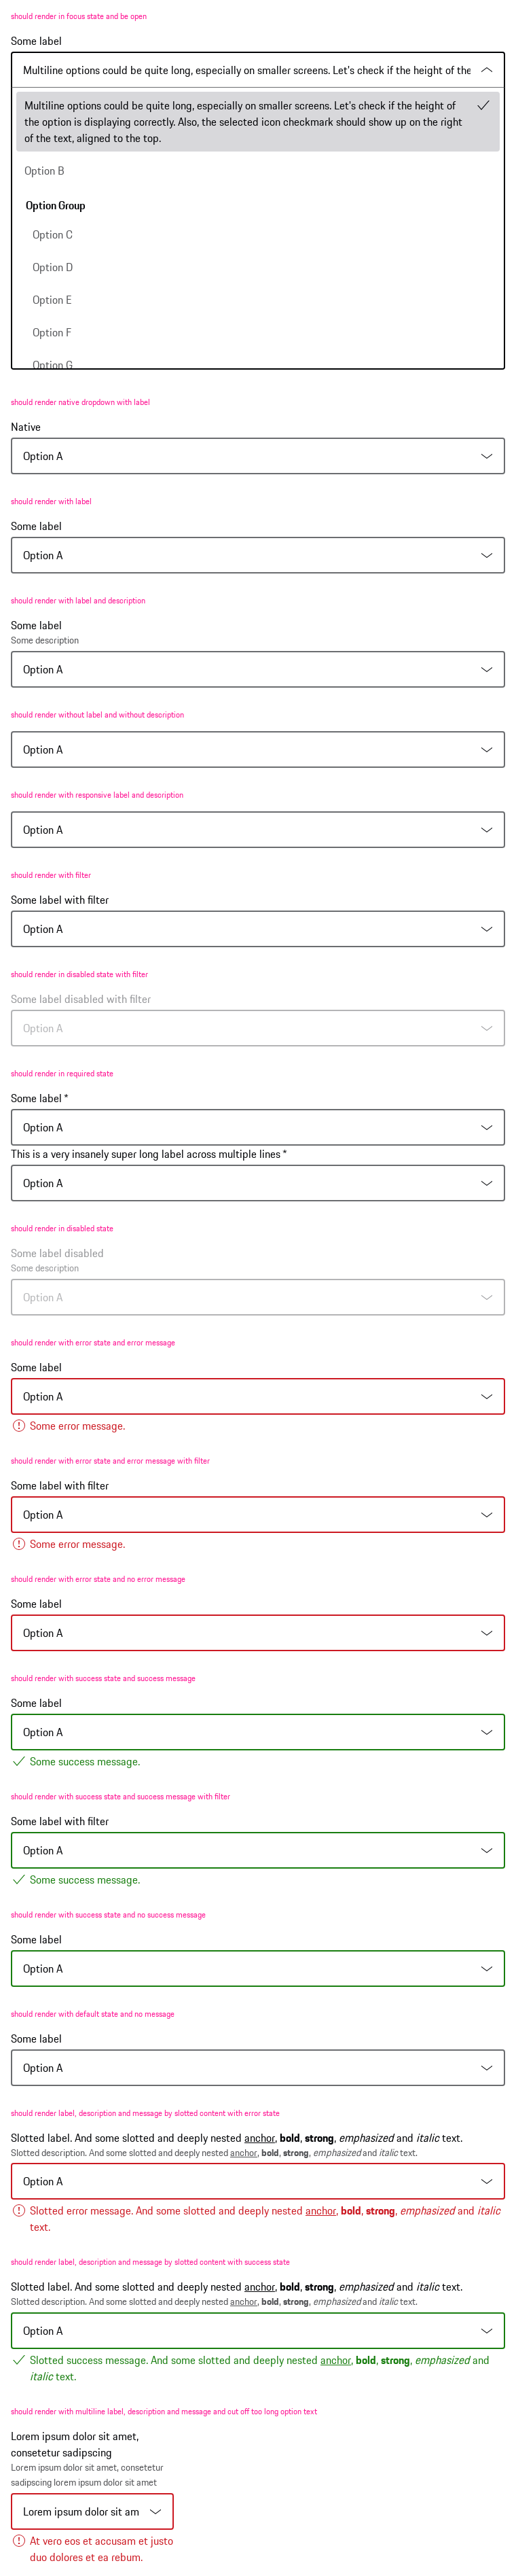 should render in focus state and be open
Some label
Multiline options could be quite long, especially on smaller screens. Let's check if the height of the
Multiline options could be quite long, especially on smaller screens. Let's check if the height of
the option is displaying correctly. Also, the selected icon checkmark should show up on the right
of the text, aligned to the top.
Option B
Option Group
Option C
Option D
Option E
Option F
Option G
should render native dropdown with label
Native
Option A
should render with label
Some label
Option A
should render with label and description
Some label
Some description
Option A
should render without label and without description
Option A
should render with responsive label and description
Option A
should render with filter
Some label with filter
Option A
should render in disabled state with filter
Some label disabled with filter
Option A
should render in required state
Some label *
Option A
This is a very insanely super long label across multiple lines *
Option A
should render in disabled state
Some label disabled
Some description
Option A
should render with error state and error message
Some label
Option A
Some error message.
should render with error state and error message with filter
Some label with filter
Option A
Some error message.
should render with error state and no error message
Some label
Option A
should render with success state and success message
Some label
Option A
Some success message.
should render with success state and success message with filter
Some label with filter
Option A
Some success message.
should render with success state and no success message
Some label
Option A
should render with default state and no message
Some label
Option A
should render label, description and message by slotted content with error state
Slotted label. And some slotted and deeply nested anchor, bold, strong, emphasized and italic text.
Slotted description. And some slotted and deeply nested anchor, bold, strong, emphasized and italic text.
Option A
Slotted error message. And some slotted and deeply nested anchor, bold, strong, emphasized and italic
text.
should render label, description and message by slotted content with success state
Slotted label. And some slotted and deeply nested anchor, bold, strong, emphasized and italic text.
Slotted description. And some slotted and deeply nested anchor, bold, strong, emphasized and italic text.
Option A
Slotted success message. And some slotted and deeply nested anchor, bold, strong, emphasized and
italic text.
should render with multiline label, description and message and cut off too long option text
Lorem ipsum dolor sit amet,
consetetur sadipscing
Lorem ipsum dolor sit amet, consetetur
sadipscing lorem ipsum dolor sit amet
Lorem ipsum dolor sit am
At vero eos et accusam et justo
duo dolores et ea rebum.